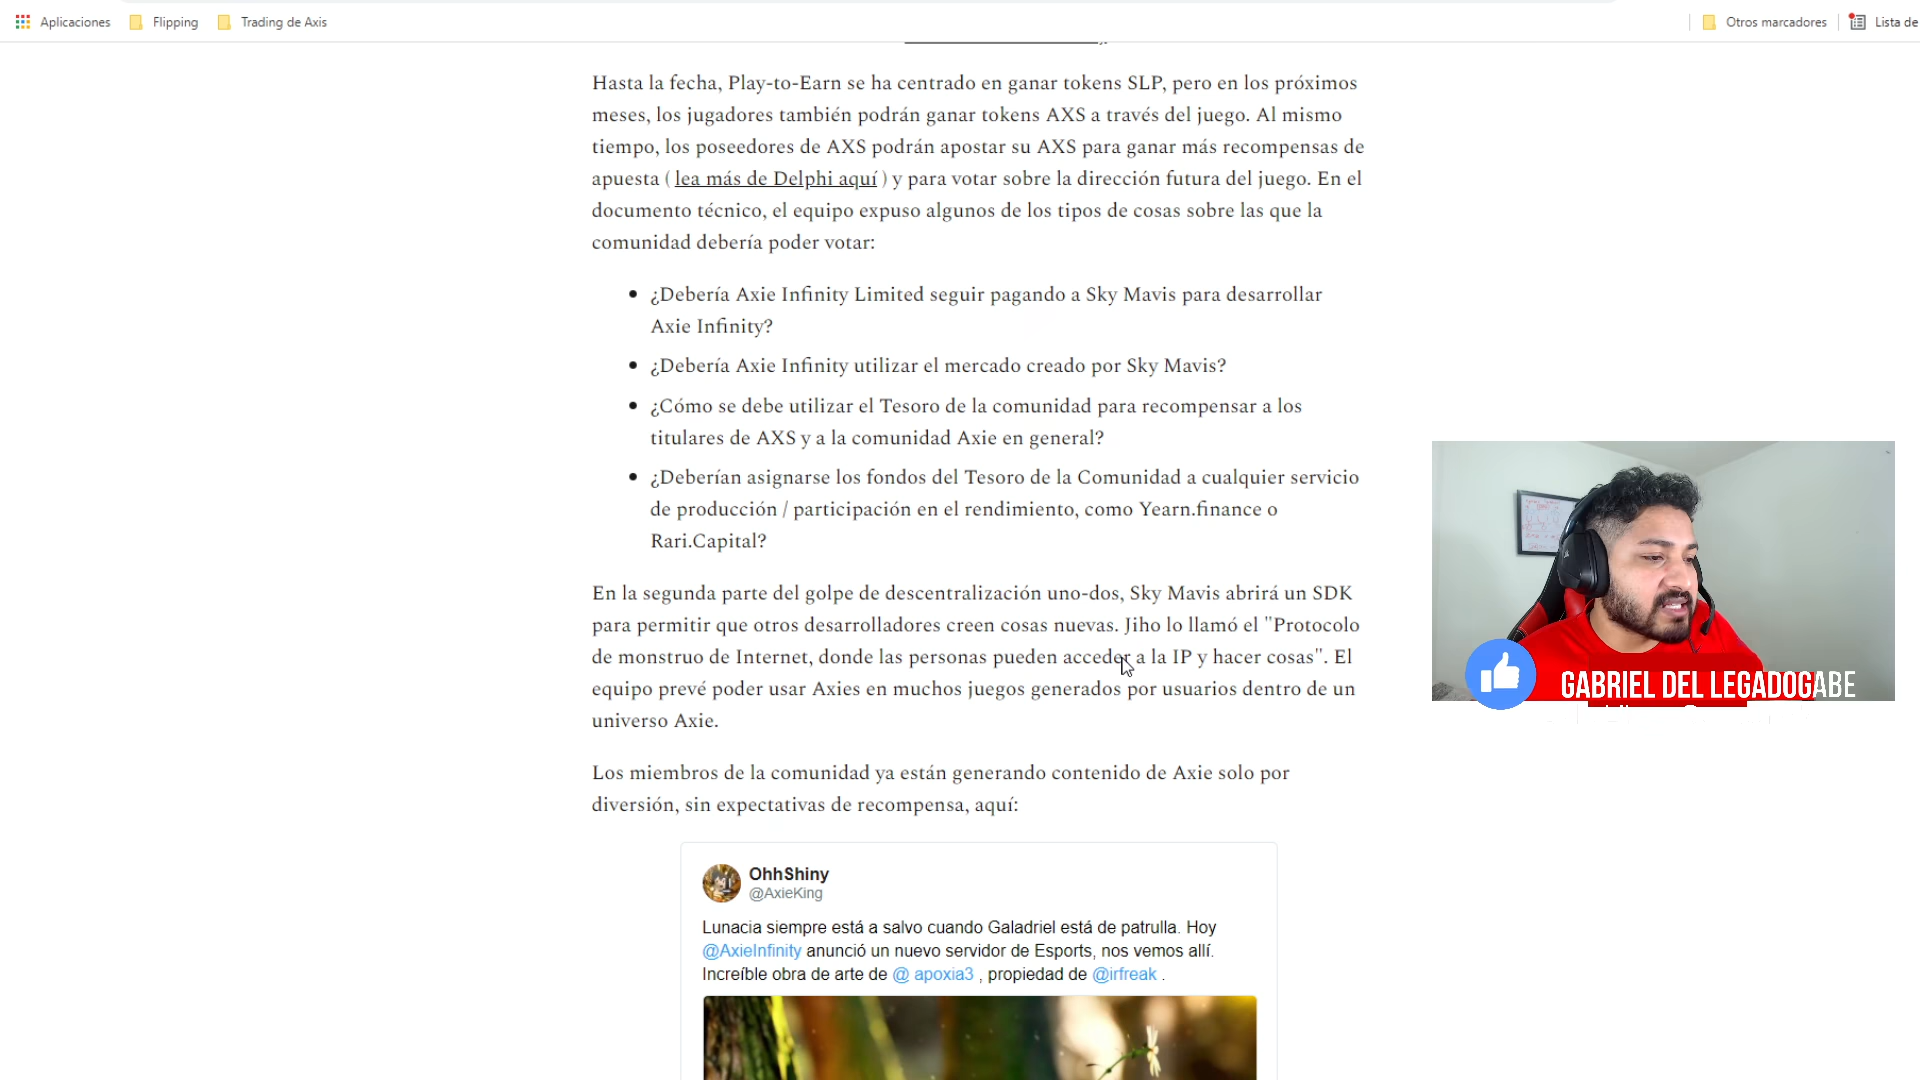 Aplicaciones
Flipping
Trading de Axis
Otros marcadores
Lista de
Hasta la fecha, Play-to-Earn se ha centrado en ganar tokens SLP, pero en los próximos
meses, los jugadores también podrán ganar tokens AXS a través del juego. Al mismo
tiempo, los poseedores de AXS podrán apostar su AXS para ganar más recompensas de
apuesta ( lea más de Delphi aquí ) y para votar sobre la dirección futura del juego. En el
documento técnico, el equipo expuso algunos de los tipos de cosas sobre las que la
comunidad debería poder votar:
¿Debería Axie Infinity Limited seguir pagando a Sky Mavis para desarrollar
Axie Infinity?
¿Debería Axie Infinity utilizar el mercado creado por Sky Mavis?
¿Cómo se debe utilizar el Tesoro de la comunidad para recompensar a los
titulares de AXS y a la comunidad Axie en general?
¿Deberían asignarse los fondos del Tesoro de la Comunidad a cualquier servicio
de producción / participación en el rendimiento, como Yearn.finance o
Rari.Capital?
En la segunda parte del golpe de descentralización uno-dos, Sky Mavis abrirá un SDK
para permitir que otros desarrolladores creen cosas nuevas. Jiho lo llamó el "Protocolo
de monstruo de Internet, donde las personas pueden acceder a la IP y hacer cosas". El
equipo prevé poder usar Axies en muchos juegos generados por usuarios dentro de un
universo Axie.
Los miembros de la comunidad ya están generando contenido de Axie solo por
diversión, sin expectativas de recompensa, aquí:
OhhShiny
@AxieKing
Lunacia siempre está a salvo cuando Galadriel está de patrulla. Hoy
@AxieInfinity anunció un nuevo servidor de Esports, nos vemos allí.
Increíble obra de arte de @ apoxia3 , propiedad de @irfreak .
GABRIEL DEL LEGADOGABE